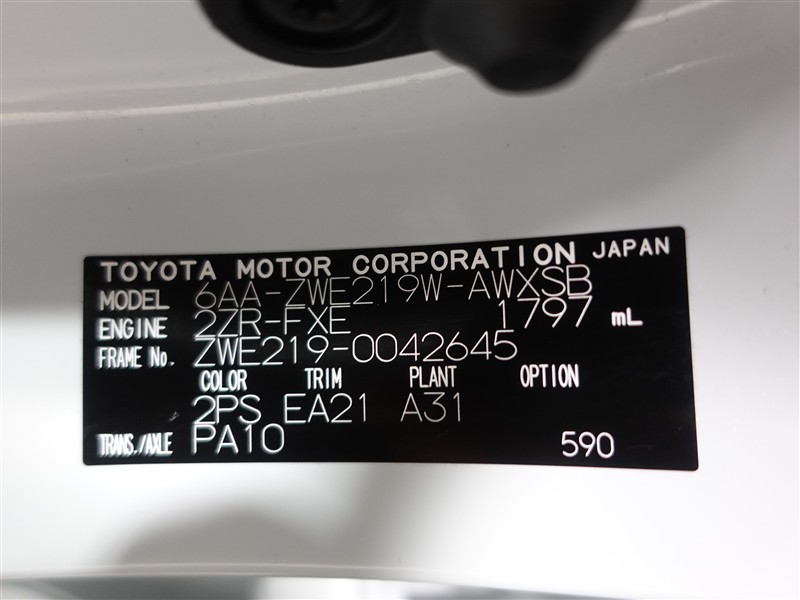 TOYOTA MOTOR CORPORATION JAPAN
MODEL 6AA-ZWE219W-AWXSB
ENGINE 2ZR-FXE 1797 mL
FRAME No. ZWE219-0042645
COLOR TRIM PLANT OPTION
2PS EA21 A31
TRANS./AXLE PA10 590